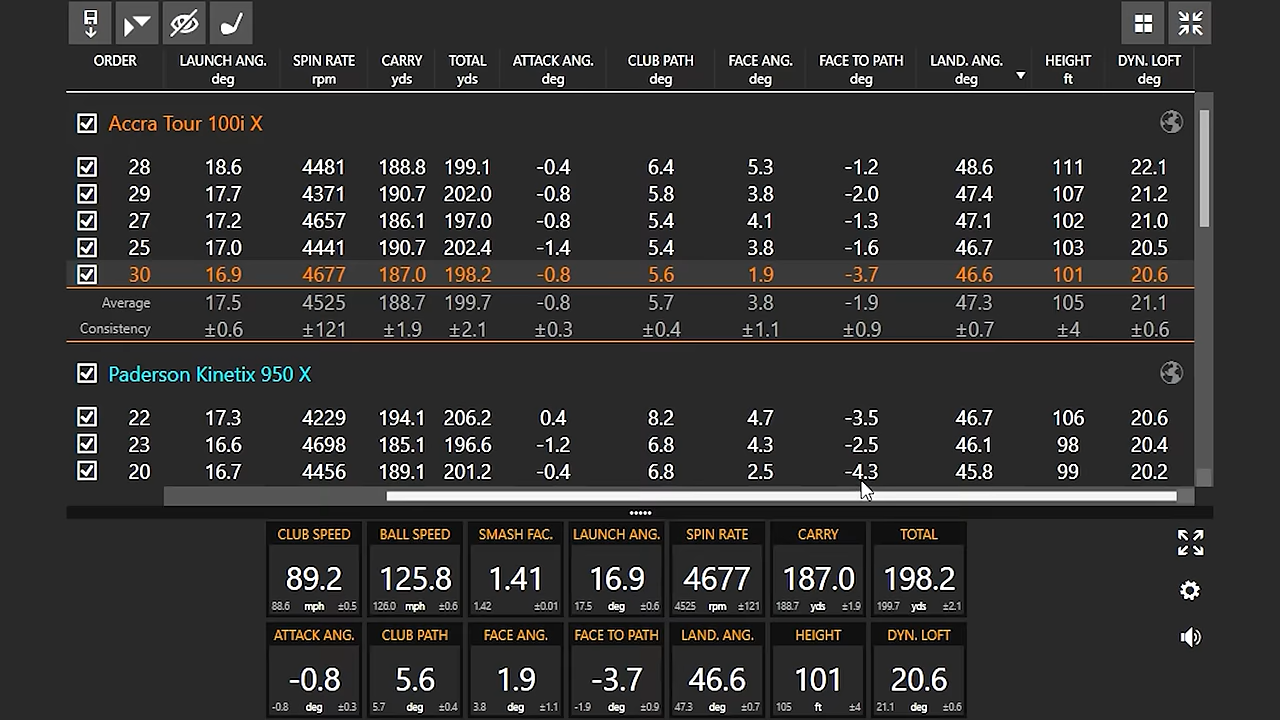 ORDER LAUNCH ANG. deg SPIN RATE rpm CARRY yds TOTAL yds ATTACK ANG. deg CLUB PATH deg FACE ANG. deg FACE TO PATH deg LAND. ANG. deg HEIGHT ft DYN. LOFT deg
Accra Tour 100i X
28 18.6 4481 188.8 199.1 -0.4 6.4 5.3 -1.2 48.6 111 22.1
29 17.7 4371 190.7 202.0 -0.8 5.8 3.8 -2.0 47.4 107 21.2
27 17.2 4657 186.1 197.0 -0.8 5.4 4.1 -1.3 47.1 102 21.0
25 17.0 4441 190.7 202.4 -1.4 5.4 3.8 -1.6 46.7 103 20.5
30 16.9 4677 187.0 198.2 -0.8 5.6 1.9 -3.7 46.6 101 20.6
Average 17.5 4525 188.7 199.7 -0.8 5.7 3.8 -1.9 47.3 105 21.1
Consistency ±0.6 ±121 ±1.9 ±2.1 ±0.3 ±0.4 ±1.1 ±0.9 ±0.7 ±4 ±0.6
Paderson Kinetix 950 X
22 17.3 4229 194.1 206.2 0.4 8.2 4.7 -3.5 46.7 106 20.6
23 16.6 4698 185.1 196.6 -1.2 6.8 4.3 -2.5 46.1 98 20.4
20 16.7 4456 189.1 201.2 -0.4 6.8 2.5 -4.3 45.8 99 20.2
CLUB SPEED BALL SPEED SMASH FAC. LAUNCH ANG. SPIN RATE CARRY TOTAL
89.2 125.8 1.41 16.9 4677 187.0 198.2
88.6 mph ±0.5 126.0 mph ±0.6 1.42 ±0.01 17.5 deg ±0.6 4525 rpm ±121 188.7 yds ±1.9 199.7 yds ±2.1
ATTACK ANG. CLUB PATH FACE ANG. FACE TO PATH LAND. ANG. HEIGHT DYN. LOFT
-0.8 5.6 1.9 -3.7 46.6 101 20.6
-0.8 deg ±0.3 5.7 deg ±0.4 3.8 deg ±1.1 -1.9 deg ±0.9 47.3 deg ±0.7 105 ft ±4 21.1 deg ±0.6